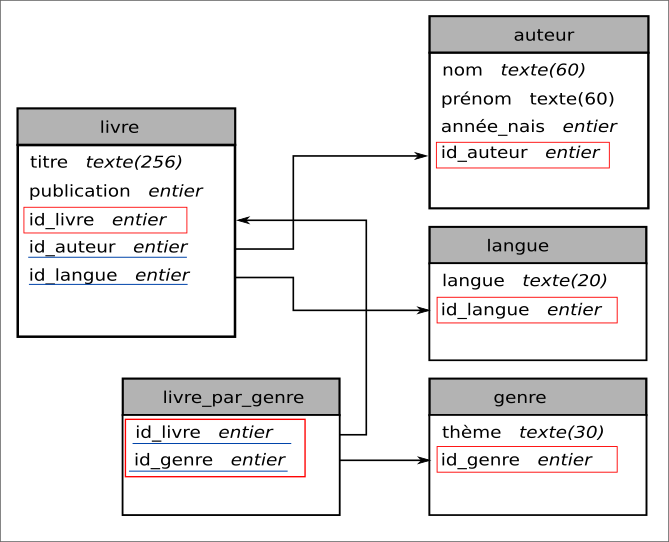 auteur
nom texte(60)
prénom texte(60)
année_nais entier
id_auteur entier
livre
titre texte(256)
publication entier
id_livre entier
id_auteur entier
id_langue entier
langue
langue texte(20)
id_langue entier
livre_par_genre
id_livre entier
id_genre entier
genre
thème texte(30)
id_genre entier